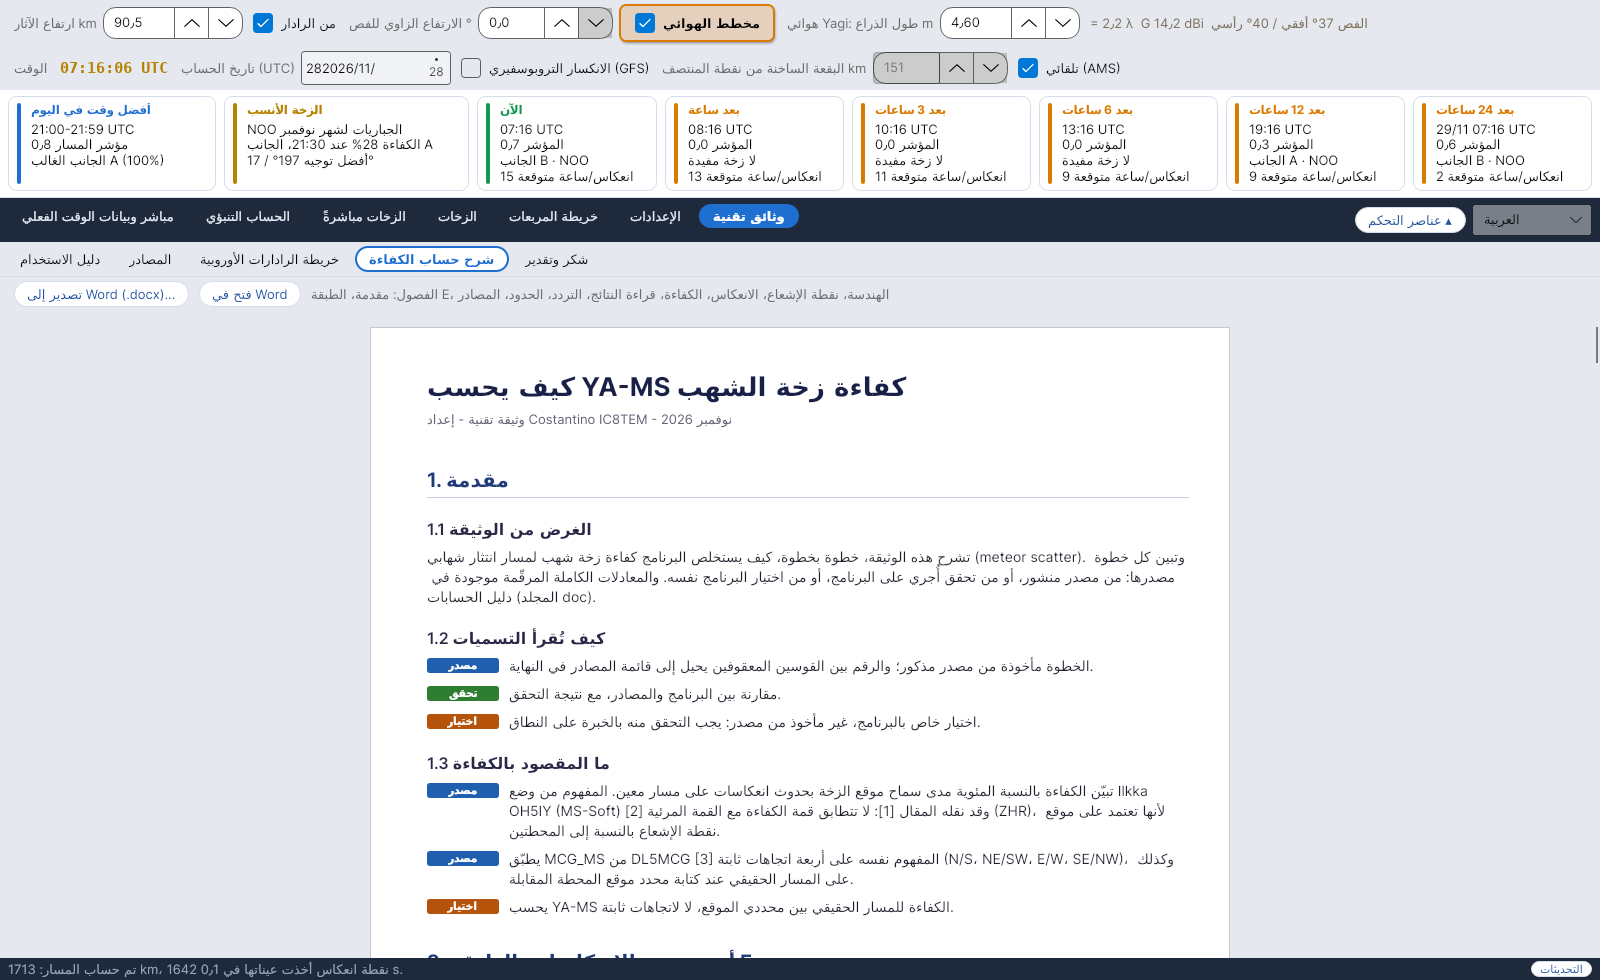 ارتفاع الآثار km 90٫5 من الرادار الارتفاع الزاوي للفص ° 0٫0 مخطط الهوائي هوائي Yagi: طول الذراع m 4,60 = 2,2 λ G 14,2 dBi الفص 37° أفقي / 40° رأسي
الوقت 07:16:06 UTC تاريخ الحساب (UTC) 282026/11/ 28 الانكسار التروبوسفيري (GFS) البقعة الساخنة من نقطة المنتصف km 151 تلقائي (AMS)
أفضل وقت في اليوم
21:00-21:59 UTC
مؤشر المسار 0٫8
الجانب الغالب A (100%)
الزخة الأنسب
الجباريات لشهر نوفمبر NOO
الكفاءة 28% عند 21:30، الجانب A
أفضل توجيه 197° / 17°
الآن
07:16 UTC
المؤشر 0٫7
الجانب B · NOO
انعكاس/ساعة متوقعة 15
بعد ساعة
08:16 UTC
المؤشر 0٫0
لا زخة مفيدة
انعكاس/ساعة متوقعة 13
بعد 3 ساعات
10:16 UTC
المؤشر 0٫0
لا زخة مفيدة
انعكاس/ساعة متوقعة 11
بعد 6 ساعات
13:16 UTC
المؤشر 0٫0
لا زخة مفيدة
انعكاس/ساعة متوقعة 9
بعد 12 ساعات
19:16 UTC
المؤشر 0٫3
الجانب A · NOO
انعكاس/ساعة متوقعة 9
بعد 24 ساعات
29/11 07:16 UTC
المؤشر 0٫6
الجانب B · NOO
انعكاس/ساعة متوقعة 2
مباشر وبيانات الوقت الفعلي الحساب التنبؤي الزخات مباشرةً الزخات خريطة المربعات الإعدادات وثائق تقنية عناصر التحكم ▴ العربية
دليل الاستخدام المصادر خريطة الرادارات الأوروبية شرح حساب الكفاءة شكر وتقدير
تصدير إلى Word (.docx)... فتح في Word الفصول: مقدمة، الطبقة E، الهندسة، نقطة الإشعاع، الانعكاس، الكفاءة، قراءة النتائج، التردد، الحدود، المصادر
كيف يحسب YA-MS كفاءة زخة الشهب
وثيقة تقنية - إعداد Costantino IC8TEM - نوفمبر 2026
1. مقدمة
1.1 الغرض من الوثيقة
تشرح هذه الوثيقة، خطوة بخطوة، كيف يستخلص البرنامج كفاءة زخة شهب لمسار انتثار شهابي (meteor scatter). وتبين كل خطوة
مصدرها: من مصدر منشور، أو من تحقق أُجري على البرنامج، أو من اختيار البرنامج نفسه. والمعادلات الكاملة المرقّمة موجودة في
دليل الحسابات (المجلد doc).
1.2 كيف تُقرأ التسميات
مصدر الخطوة مأخوذة من مصدر مذكور؛ والرقم بين القوسين المعقوفين يحيل إلى قائمة المصادر في النهاية.
تحقق مقارنة بين البرنامج والمصادر، مع نتيجة التحقق.
اختيار اختيار خاص بالبرنامج، غير مأخوذ من مصدر: يجب التحقق منه بالخبرة على النطاق.
1.3 ما المقصود بالكفاءة
مصدر تبيّن الكفاءة بالنسبة المئوية مدى سماح موقع الزخة بحدوث انعكاسات على مسار معين. المفهوم من وضع Ilkka
OH5IY (MS-Soft) [2] وقد نقله المقال [1]: لا تتطابق قمة الكفاءة مع القمة المرئية (ZHR)، لأنها تعتمد على موقع
نقطة الإشعاع بالنسبة إلى المحطتين.
مصدر يطبّق MCG_MS من DL5MCG [3] المفهوم نفسه على أربعة اتجاهات ثابتة (N/S، NE/SW، E/W، SE/NW)، وكذلك
على المسار الحقيقي عند كتابة محدد موقع المحطة المقابلة.
اختيار يحسب YA-MS الكفاءة للمسار الحقيقي بين محددي الموقع، لا لاتجاهات ثابتة.
تم حساب المسار: 1713 km، 1642 نقطة انعكاس أخذت عيناتها في 0٫1 s. التحديثات